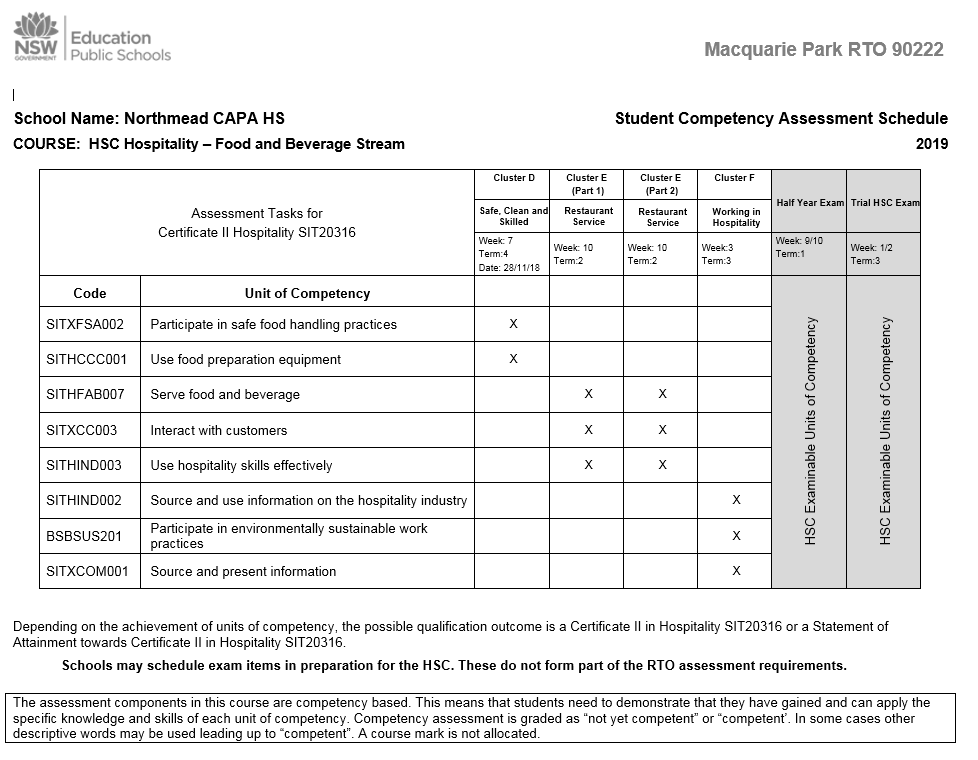 NSW
GOVERNMENT
Education
Public Schools
Macquarie Park RTO 90222
School Name: Northmead CAPA HS
Student Competency Assessment Schedule
COURSE: HSC Hospitality – Food and Beverage Stream
2019
Assessment Tasks for
Certificate II Hospitality SIT20316
Cluster D
Safe, Clean and
Skilled
Week: 7
Term:4
Date: 28/11/18
Cluster E
(Part 1)
Restaurant
Service
Week: 10
Term:2
Cluster E
(Part 2)
Restaurant
Service
Week: 10
Term:2
Cluster F
Working in
Hospitality
Week:3
Term:3
Half Year Exam
Week: 9/10
Term:1
Trial HSC Exam
Week: 1/2
Term:3
Code Unit of Competency
SITXFSA002 Participate in safe food handling practices X
SITHCCC001 Use food preparation equipment X
SITHFAB007 Serve food and beverage X X
SITXCC003 Interact with customers X X
SITHIND003 Use hospitality skills effectively X X
SITHIND002 Source and use information on the hospitality industry X
BSBSUS201 Participate in environmentally sustainable work
practices X
SITXCOM001 Source and present information X
HSC Examinable Units of Competency
HSC Examinable Units of Competency
Depending on the achievement of units of competency, the possible qualification outcome is a Certificate II in Hospitality SIT20316 or a Statement of
Attainment towards Certificate II in Hospitality SIT20316.
Schools may schedule exam items in preparation for the HSC. These do not form part of the RTO assessment requirements.
The assessment components in this course are competency based. This means that students need to demonstrate that they have gained and can apply the
specific knowledge and skills of each unit of competency. Competency assessment is graded as “not yet competent” or “competent’. In some cases other
descriptive words may be used leading up to “competent”. A course mark is not allocated.